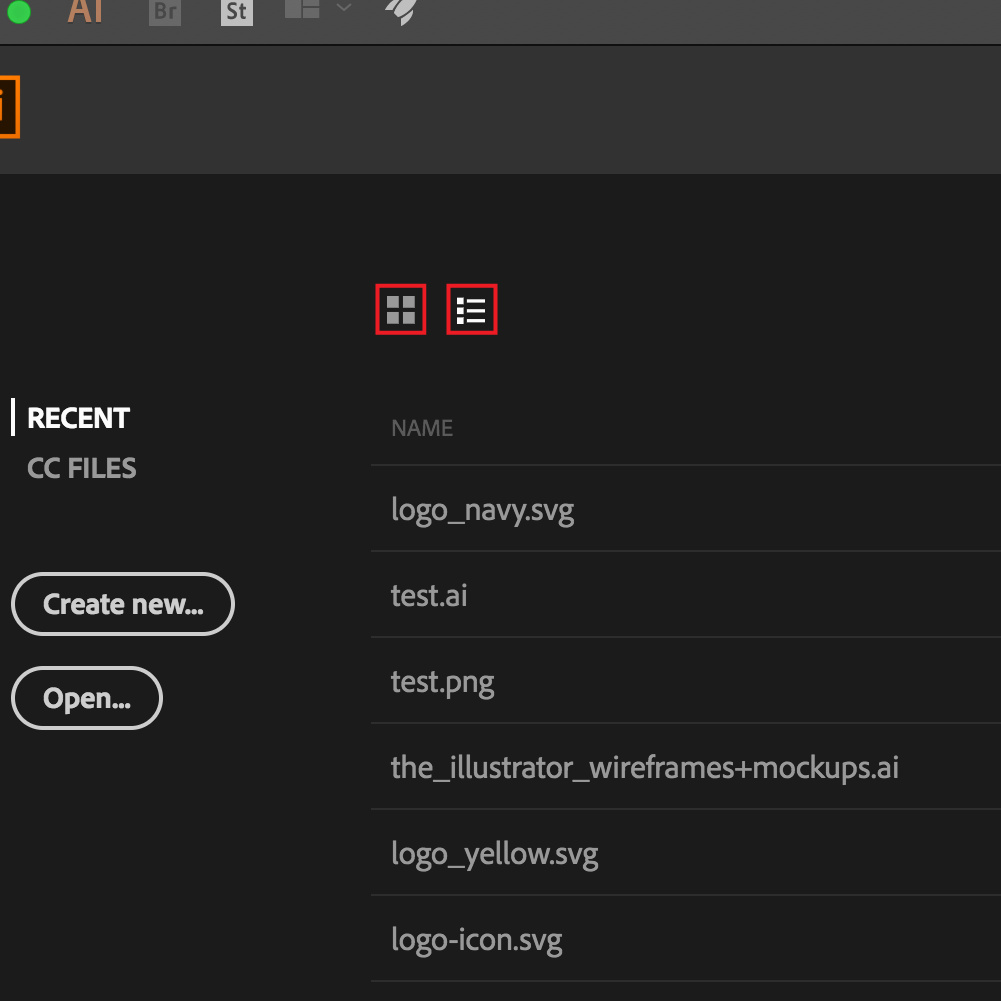 Ai
Br
St
i
RECENT
CC FILES
Create new...
Open...
NAME
logo_navy.svg
test.ai
test.png
the_illustrator_wireframes+mockups.ai
logo_yellow.svg
logo-icon.svg